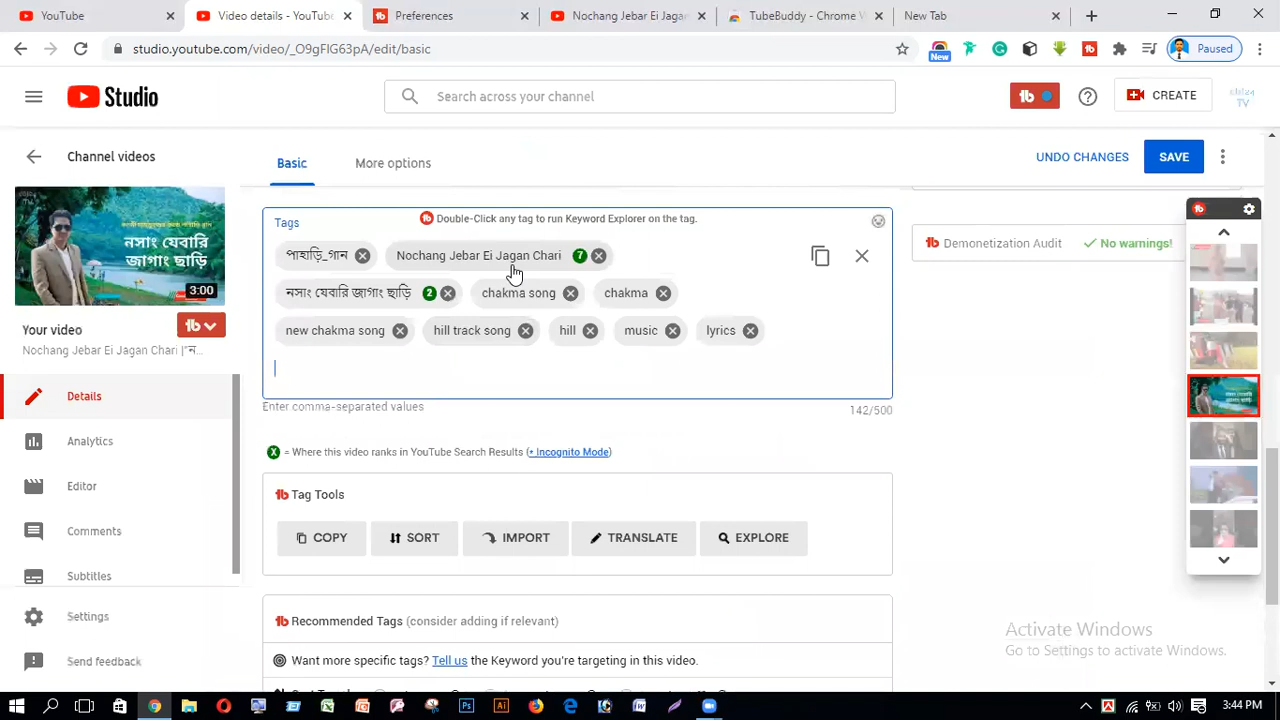 YouTube
Video details - YouTube
Preferences
Nochang Jebar Ei Jagan
TubeBuddy - Chrome
New Tab
studio.youtube.com/video/_O9gFIG63pA/edit/basic
New
Paused
Studio
Search across your channel
CREATE
TV
Channel videos
Basic
More options
UNDO CHANGES
SAVE
নসাং যেবারি
জাগাং ছাড়ি
3:00
Your video
Nochang Jebar Ei Jagan Chari |"ন...
Details
Analytics
Editor
Comments
Subtitles
Settings
Send feedback
Tags
Double-Click any tag to run Keyword Explorer on the tag.
পাহাড়ি_গান
Nochang Jebar Ei Jagan Chari 7
নসাং যেবারি জাগাং ছাড়ি 2
chakma song
chakma
new chakma song
hill track song
hill
music
lyrics
Enter comma-separated values
142/500
X = Where this video ranks in YouTube Search Results (+ Incognito Mode)
Tag Tools
COPY
SORT
IMPORT
TRANSLATE
EXPLORE
Recommended Tags (consider adding if relevant)
Want more specific tags? Tell us the Keyword you're targeting in this video.
Demonetization Audit
No warnings!
Activate Windows
Go to Settings to activate Windows.
3:44 PM